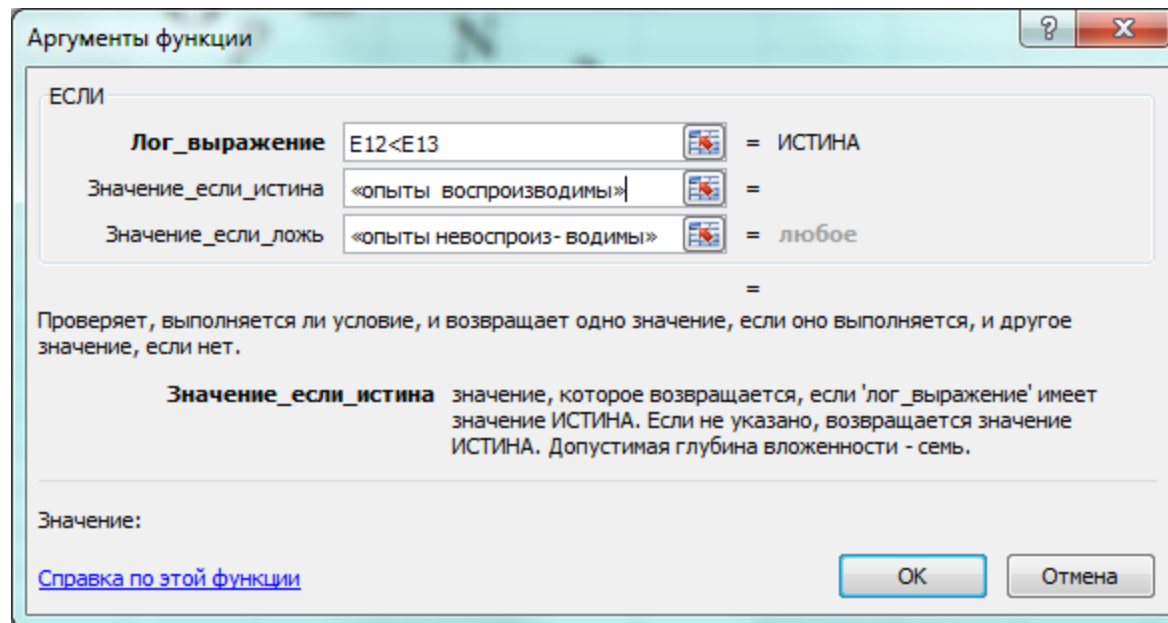 Аргументы функции
N
ЕСЛИ
Лог_выражение E12<E13 = ИСТИНА
Значение_если_истина «опыты воспроизводимы» =
Значение_если_ложь «опыты невоспроиз- водимы» = любое
=
Проверяет, выполняется ли условие, и возвращает одно значение, если оно выполняется, и другое
значение, если нет.
Значение_если_истина значение, которое возвращается, если 'лог_выражение' имеет
значение ИСТИНА. Если не указано, возвращается значение
ИСТИНА. Допустимая глубина вложенности - семь.
Значение:
Справка по этой функции
ОК Отмена